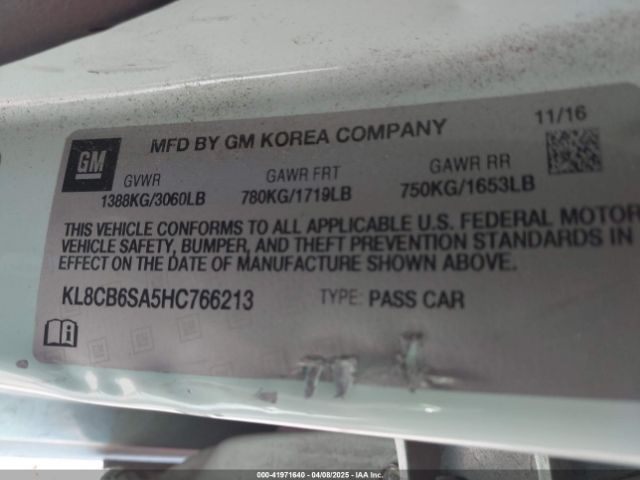 GM
MFD BY GM KOREA COMPANY
11/16
GVWR
GAWR FRT
GAWR RR
1388KG/3060LB
780KG/1719LB
750KG/1653LB
THIS VEHICLE CONFORMS TO ALL APPLICABLE U.S. FEDERAL MOTOR
VEHICLE SAFETY, BUMPER, AND THEFT PREVENTION STANDARDS IN
EFFECT ON THE DATE OF MANUFACTURE SHOWN ABOVE.
KL8CB6SA5HC766213
TYPE: PASS CAR
000-41971640 - 04/08/2025 - IAAI.COM